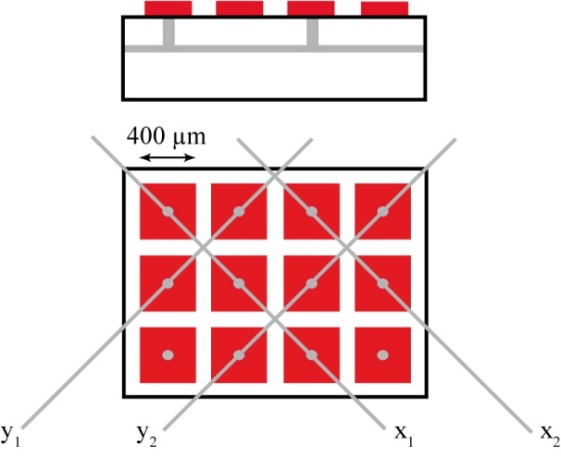 400 µm
y₁ y₂ x₁ x₂